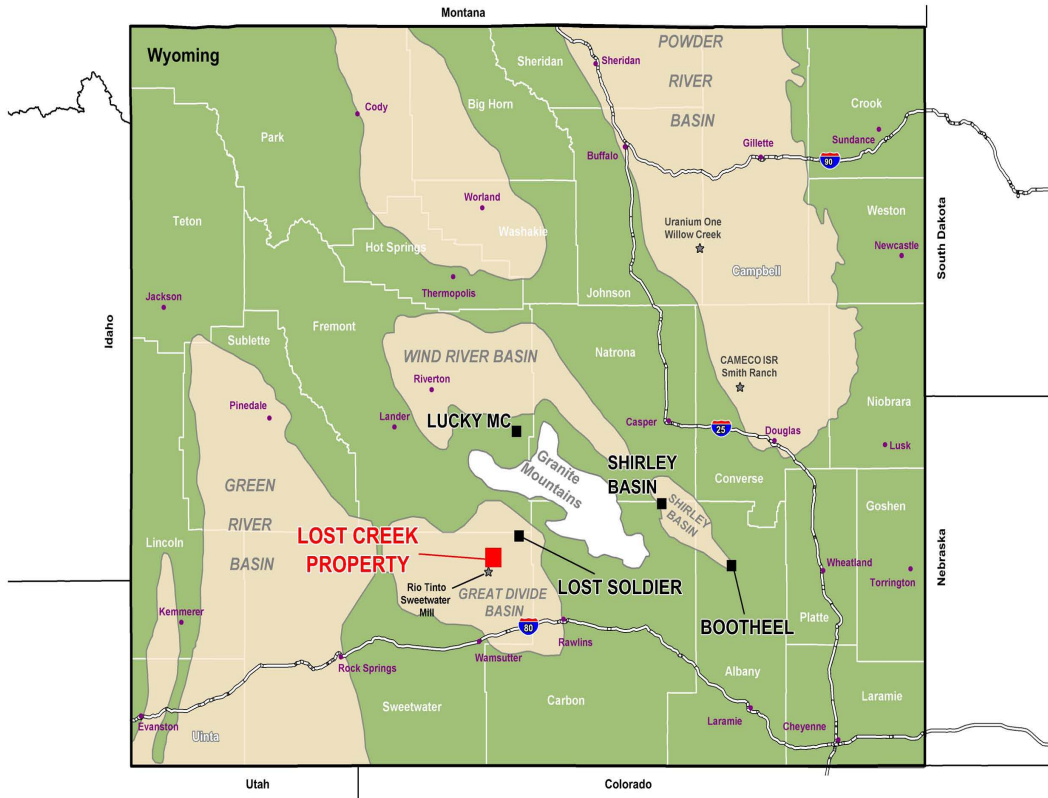 Montana
Wyoming
POWDER
RIVER
BASIN
Sheridan
Sheridan
Cody
Big Horn
Crook
Park
Sundance
Buffalo
Gillette
90
Worland
Weston
Teton
Washakie
Uranium One
Willow Creek
Hot Springs
Newcastle
South Dakota
Campbell
Thermopolis
Johnson
Jackson
Idaho
Fremont
Sublette
WIND RIVER BASIN
Natrona
CAMECO ISR
Smith Ranch
Riverton
Pinedale
Niobrara
Lander
LUCKY MC
Casper
25
Douglas
Lusk
Granite
Mountains
SHIRLEY
BASIN
Converse
GREEN
RIVER
BASIN
SHIRLEY
BASIN
Goshen
Lincoln
LOST CREEK
PROPERTY
Wheatland
Torrington
Nebraska
Rio Tinto
Sweetwater
Mill
LOST SOLDIER
GREAT DIVIDE
BASIN
Kemmerer
BOOTHEEL
Platte
80
Rawlins
Wamsutter
Rock Springs
Albany
Sweetwater
Carbon
Laramie
Laramie
Evanston
Cheyenne
Uinta
Utah
Colorado